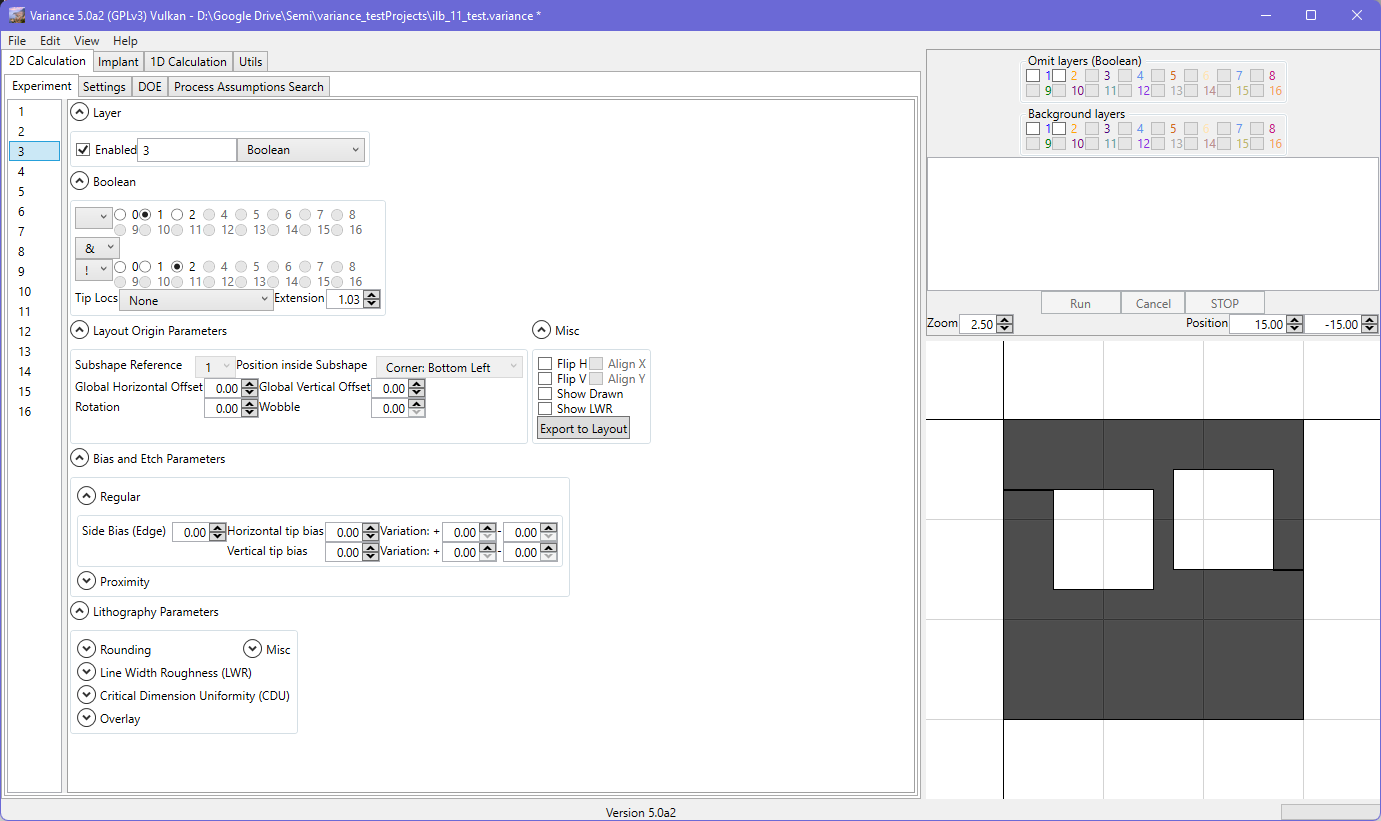 Variance 5.0a2 (GPLv3) Vulkan - D:\Google Drive\Semi\variance_testProjects\ilb_11_test.variance *
File Edit View Help
2D Calculation Implant 1D Calculation Utils
Experiment Settings DOE Process Assumptions Search
1
2
3
4
5
6
7
8
9
10
11
12
13
14
15
16
Layer
Enabled 3 Boolean
Boolean
0 1 2 4 5 6 7 8
9 10 11 12 13 14 15 16
&
! 0 1 2 4 5 6 7 8
9 10 11 12 13 14 15 16
Tip Locs None Extension 1.03
Layout Origin Parameters
Subshape Reference 1 Position inside Subshape Corner: Bottom Left
Global Horizontal Offset 0.00 Global Vertical Offset 0.00
Rotation 0.00 Wobble 0.00
Misc
Flip H Align X
Flip V Align Y
Show Drawn
Show LWR
Export to Layout
Bias and Etch Parameters
Regular
Side Bias (Edge) 0.00 Horizontal tip bias 0.00 Variation: + 0.00 - 0.00
Vertical tip bias 0.00 Variation: + 0.00 - 0.00
Proximity
Lithography Parameters
Rounding Misc
Line Width Roughness (LWR)
Critical Dimension Uniformity (CDU)
Overlay
Omit layers (Boolean)
1 2 3 4 5 6 7 8
9 10 11 12 13 14 15 16
Background layers
1 2 3 4 5 6 7 8
9 10 11 12 13 14 15 16
Run Cancel STOP
Zoom 2.50 Position 15.00 -15.00
Version 5.0a2